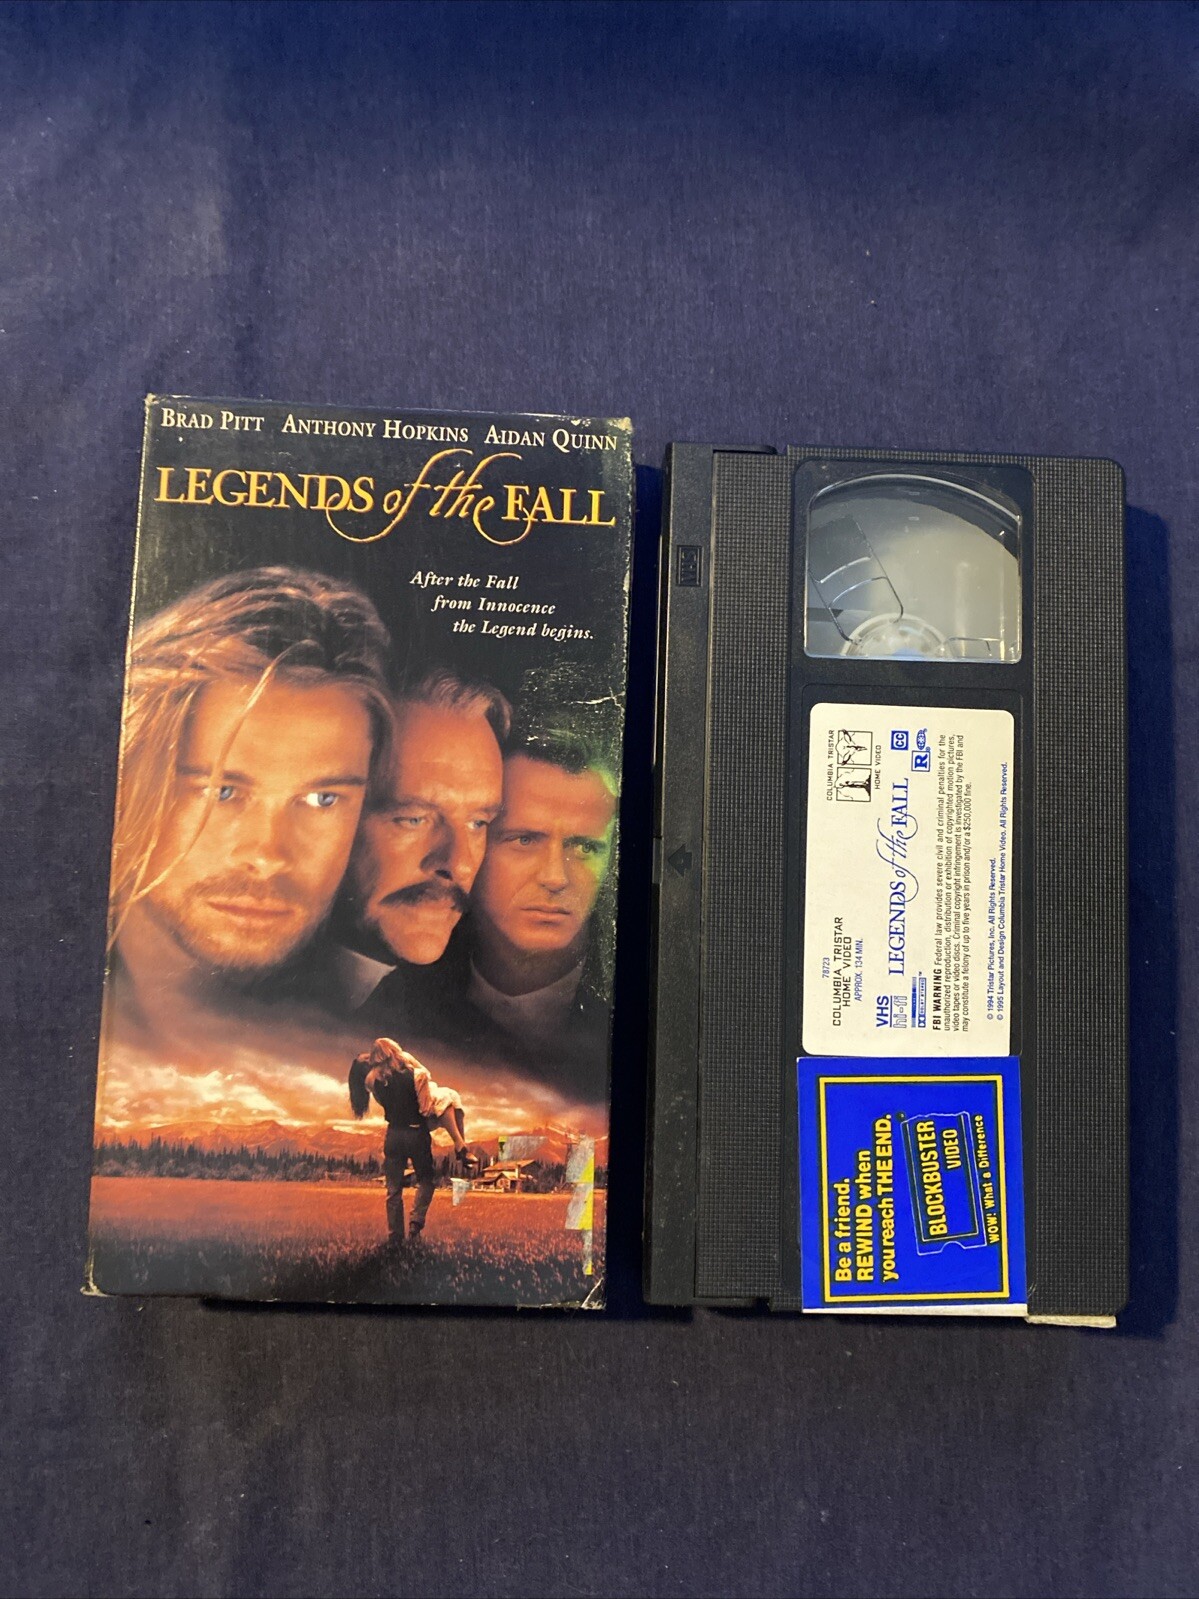 BRAD PITT ANTHONY HOPKINS AIDAN QUINN
LEGENDS of the FALL
After the Fall
from Innocence
the Legend begins.
VHS
COLUMBIA TRISTAR
HOME VIDEO
78723
COLUMBIA TRISTAR
HOME VIDEO
APPROX. 134 MIN.
VHS
hi-fi
LEGENDS of the FALL
CC
R
FBI WARNING Federal law provides severe civil and criminal penalties for the
unauthorized reproduction, distribution or exhibition of copyrighted motion pictures,
video tapes or video discs. Criminal copyright infringement is investigated by the FBI and
may constitute a felony of up to five years in prison and/or a $250,000 fine.
© 1994 Tristar Pictures, Inc. All Rights Reserved.
© 1995 Layout and Design Columbia Tristar Home Video. All Rights Reserved.
Be a friend.
REWIND when
you reach THE END.
BLOCKBUSTER
VIDEO
WOW! What a Difference